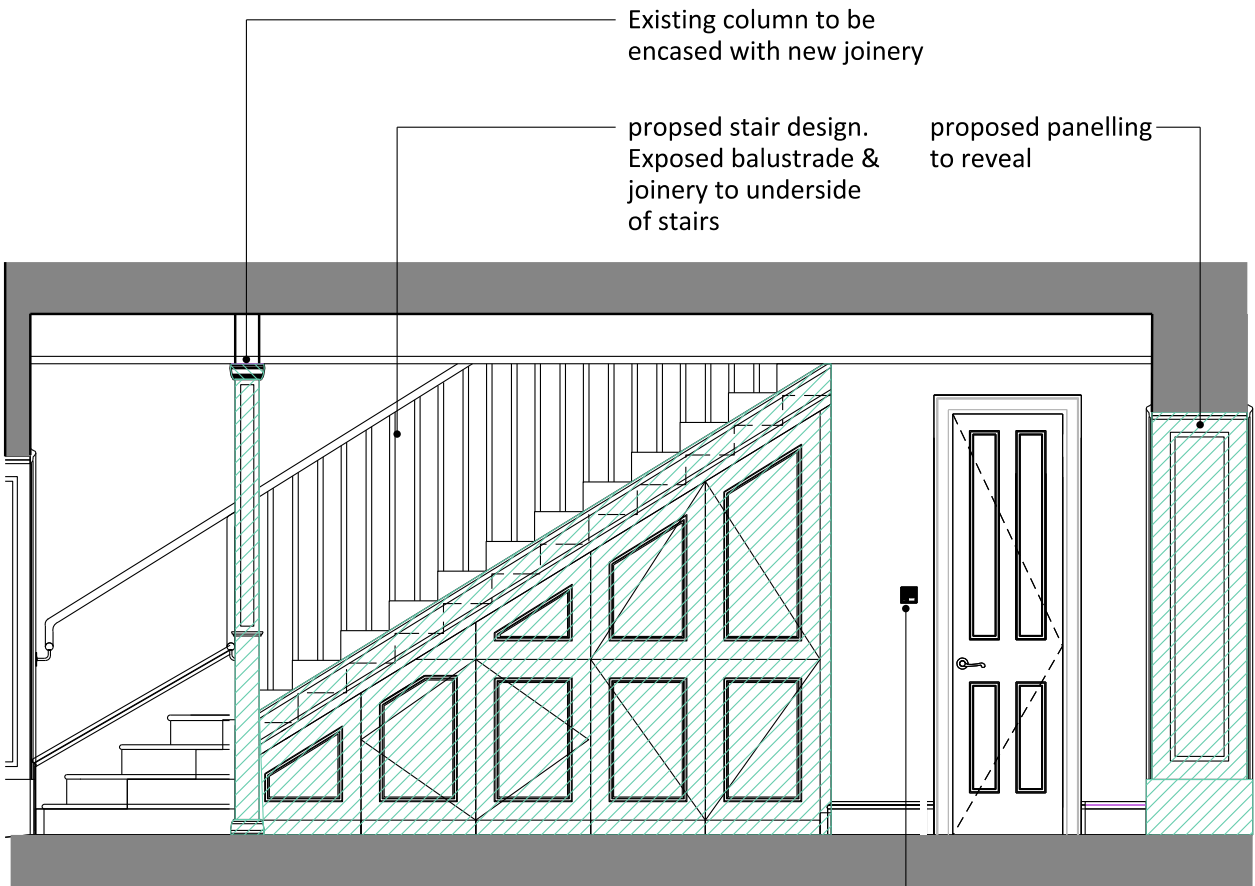 Existing column to be
encased with new joinery
propsed stair design.
Exposed balustrade &
joinery to underside
of stairs
proposed panelling
to reveal